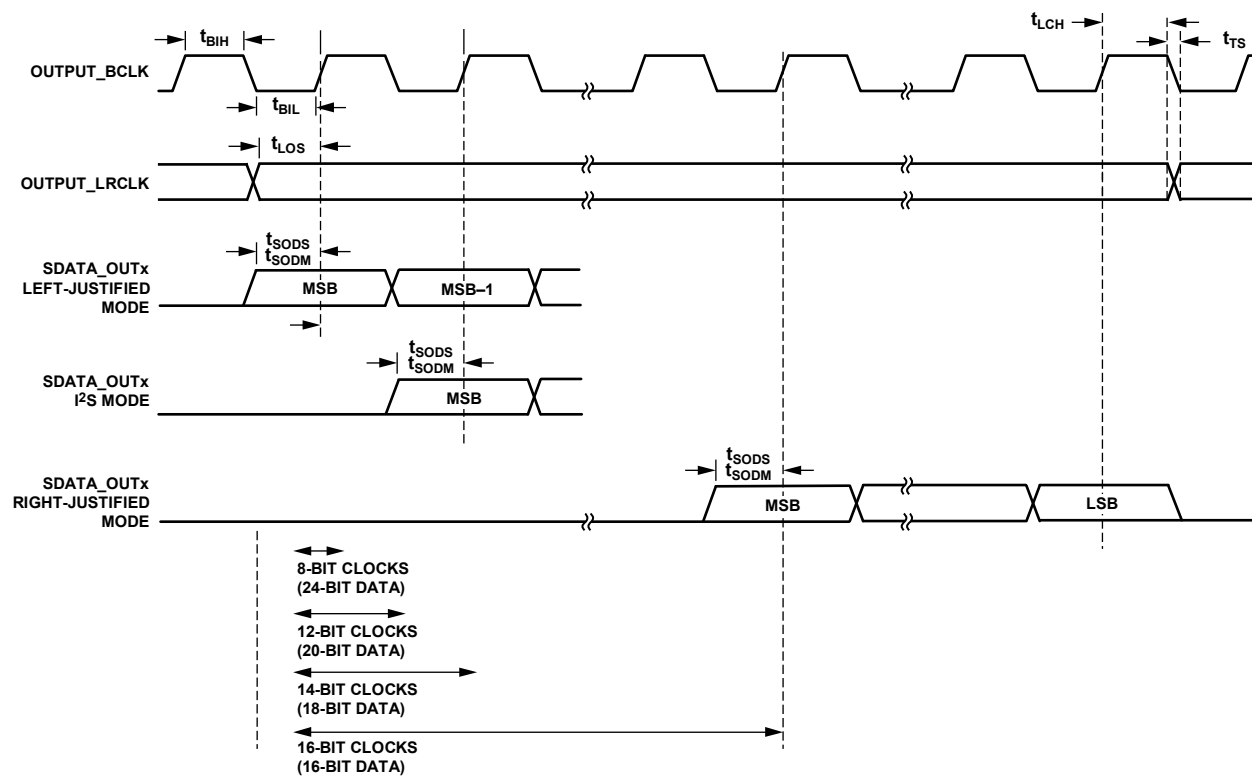 tLCH
tBIH
tTS
OUTPUT_BCLK
tBIL
tLOS
OUTPUT_LRCLK
tSODS
tSODM
SDATA_OUTx
LEFT-JUSTIFIED
MODE
MSB
MSB–1
tSODS
tSODM
SDATA_OUTx
I2S MODE
MSB
tSODS
tSODM
SDATA_OUTx
RIGHT-JUSTIFIED
MODE
MSB
LSB
8-BIT CLOCKS
(24-BIT DATA)
12-BIT CLOCKS
(20-BIT DATA)
14-BIT CLOCKS
(18-BIT DATA)
16-BIT CLOCKS
(16-BIT DATA)